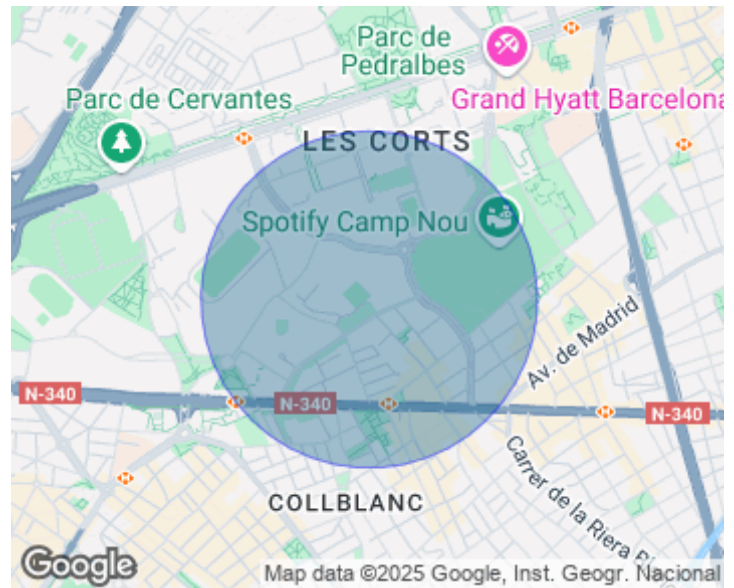 Parc de
Pedralbes
Parc de Cervantes
Grand Hyatt Barcelona
LES CORTS
Spotify Camp Nou
Av. de Madrid
N-340
N-340
N-340
Carrer de la Riera
COLLBLANC
Google
Map data ©2025 Google, Inst. Geogr. Nacional